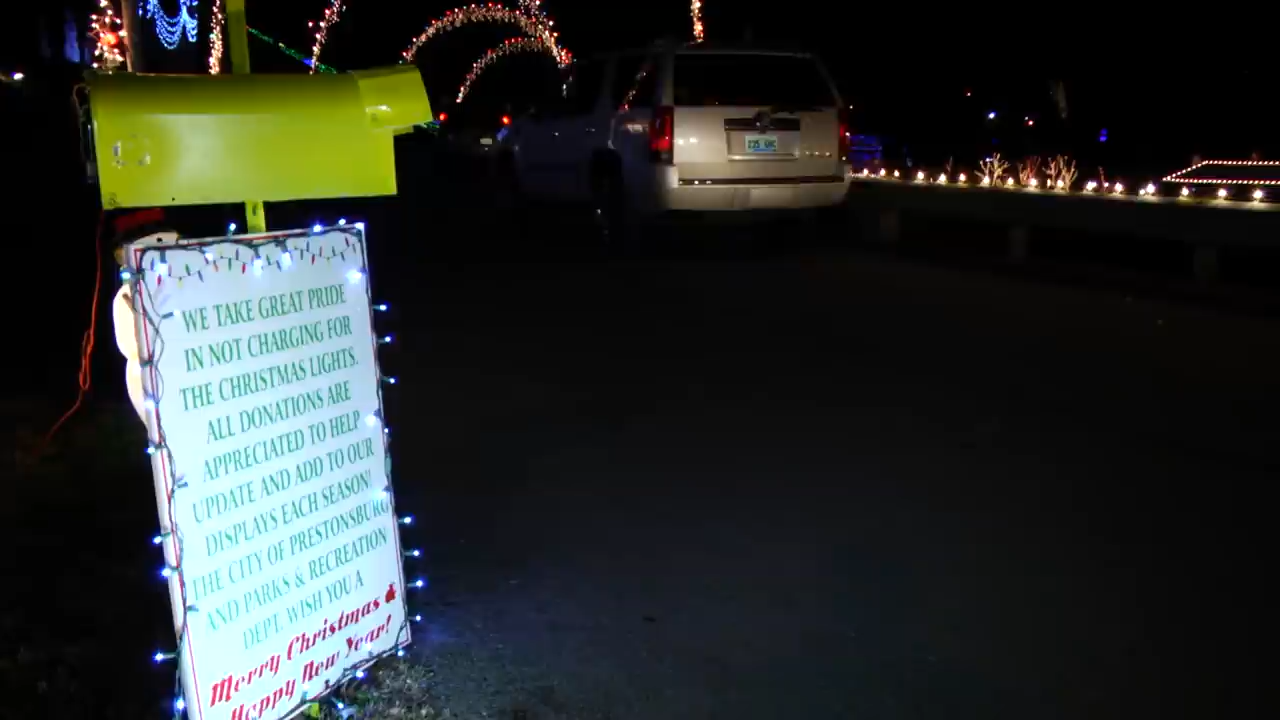 WE TAKE GREAT PRIDE
IN NOT CHARGING FOR
THE CHRISTMAS LIGHTS.
ALL DONATIONS ARE
APPRECIATED TO HELP
UPDATE AND ADD TO OUR
DISPLAYS EACH SEASON!
THE CITY OF PRESTONSBURG
AND PARKS & RECREATION
DEPT. WISH YOU A
Merry Christmas &
Happy New Year!